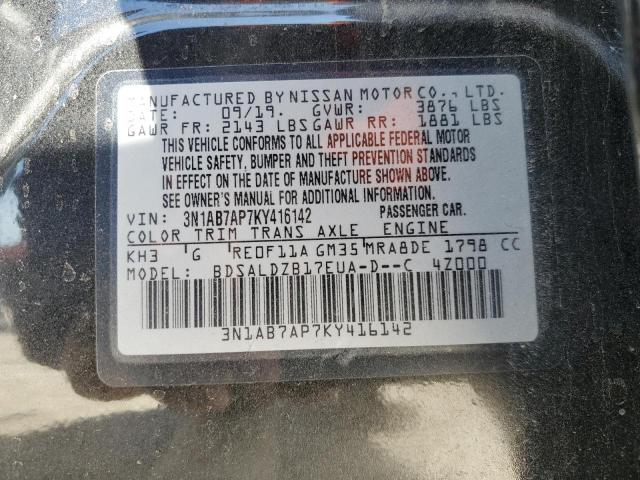 MANUFACTURED BY NISSAN MOTOR CO., LTD.
DATE: 09/19. GVWR: 3876 LBS
GAWR FR: 2143 LBS GAWR RR: 1881 LBS
THIS VEHICLE CONFORMS TO ALL APPLICABLE FEDERAL MOTOR
VEHICLE SAFETY, BUMPER AND THEFT PREVENTION STANDARDS
IN EFFECT ON THE DATE OF MANUFACTURE SHOWN ABOVE.
SEE OWNER'S MANUAL FOR ADDITIONAL INFORMATION.
VIN: 3N1AB7AP7KY416142 PASSENGER CAR.
COLOR TRIM TRANS AXLE ENGINE
KH3 G RE0F11A GM35 MRA8DE 1798 CC
MODEL: BDSALDZB17EUA-D--C 4Z000
3N1AB7AP7KY416142